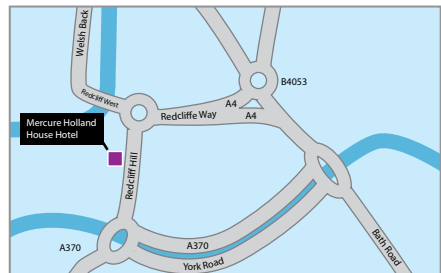 Welsh Back
Redcliff West
B4053
A4
Redcliffe Way
A4
Mercure Holland
House Hotel
Redcliff Hill
A370
A370
York Road
Bath Road